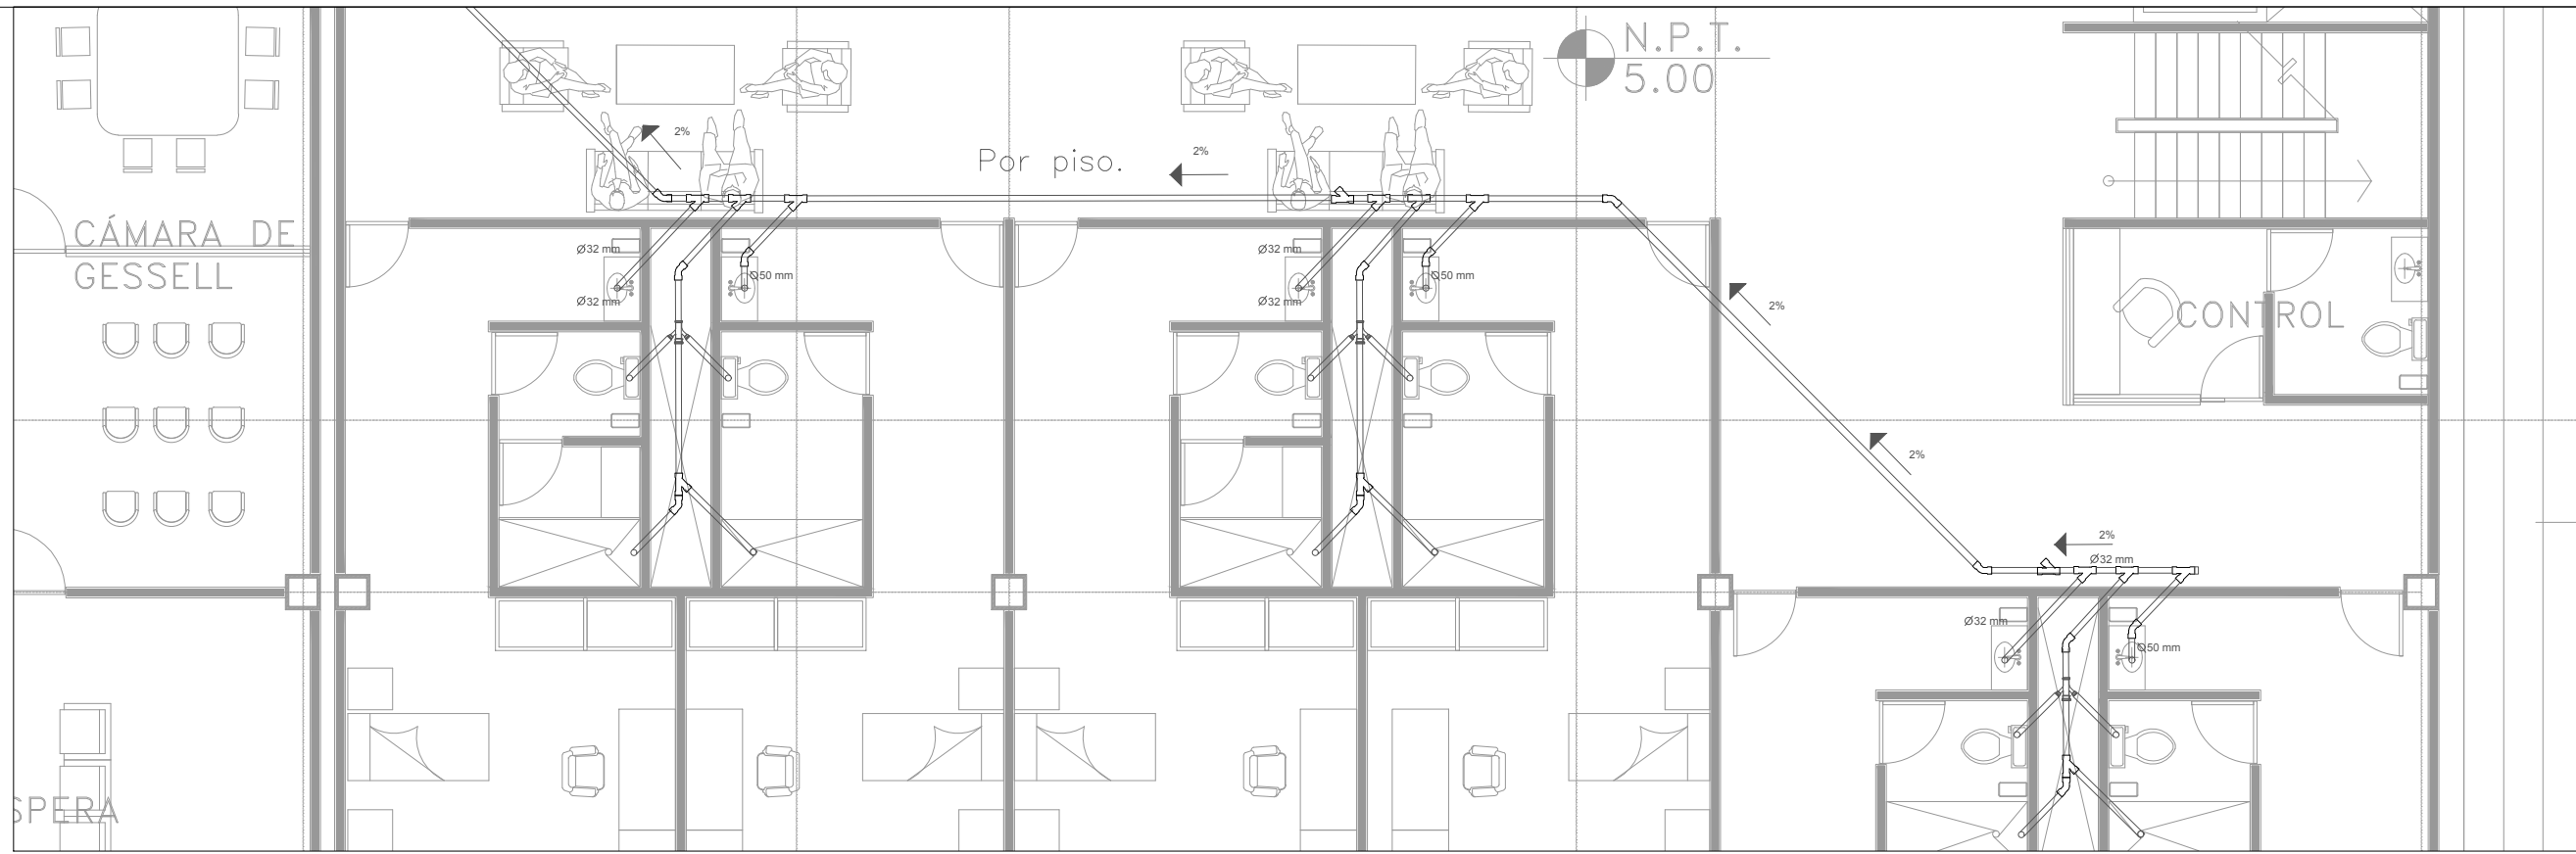 N.P.T.
5.00
2%
Por piso.
2%
CÁMARA DE
GESSELL
Ø32 mm
Ø50 mm
Ø32 mm
Ø32 mm
Ø50 mm
Ø32 mm
2%
CONTROL
2%
2%
Ø32 mm
Ø32 mm
Ø50 mm
SPERA